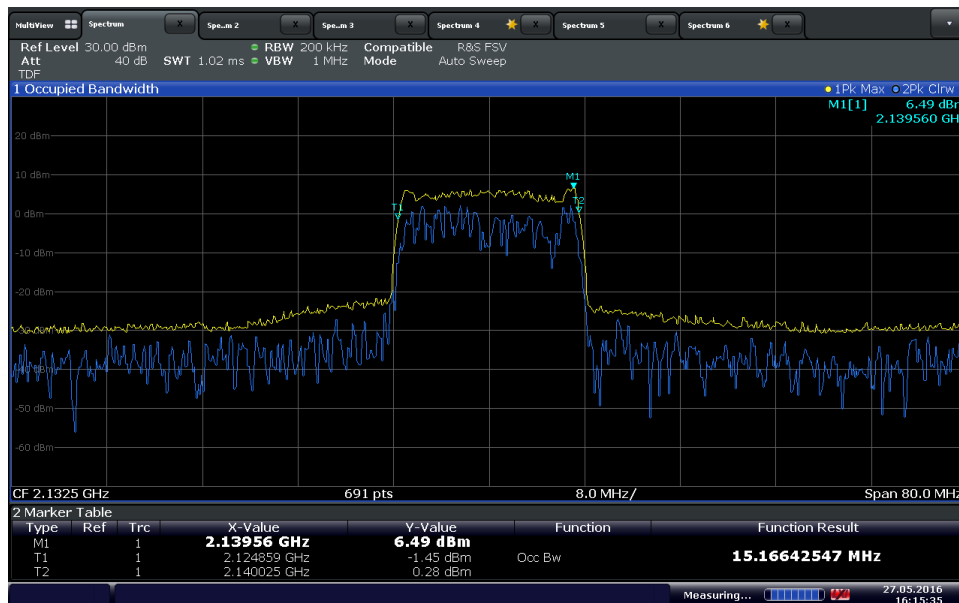 MultiView Spectrum X Spe...m 2 X Spe...m 3 X Spectrum 4 X Spectrum 5 X Spectrum 6 X
Ref Level 30.00 dBm RBW 200 kHz Compatible R&S FSV
Att 40 dB SWT 1.02 ms VBW 1 MHz Mode Auto Sweep
TDF
1 Occupied Bandwidth 1Pk Max 2Pk Clrw
M1[1] 6.49 dBm
2.139560 GH
20 dBm
10 dBm
M1
T1 T2
0 dBm
-10 dBm
-20 dBm
-40 dBm
-50 dBm
-60 dBm
CF 2.1325 GHz 691 pts 8.0 MHz/ Span 80.0 MHz
2 Marker Table
Type Ref Trc X-Value Y-Value Function Function Result
M1 1 2.13956 GHz 6.49 dBm
T1 1 2.124859 GHz -1.45 dBm Occ Bw 15.16642547 MHz
T2 1 2.140025 GHz 0.28 dBm
Measuring... 27.05.2016
16:15:35